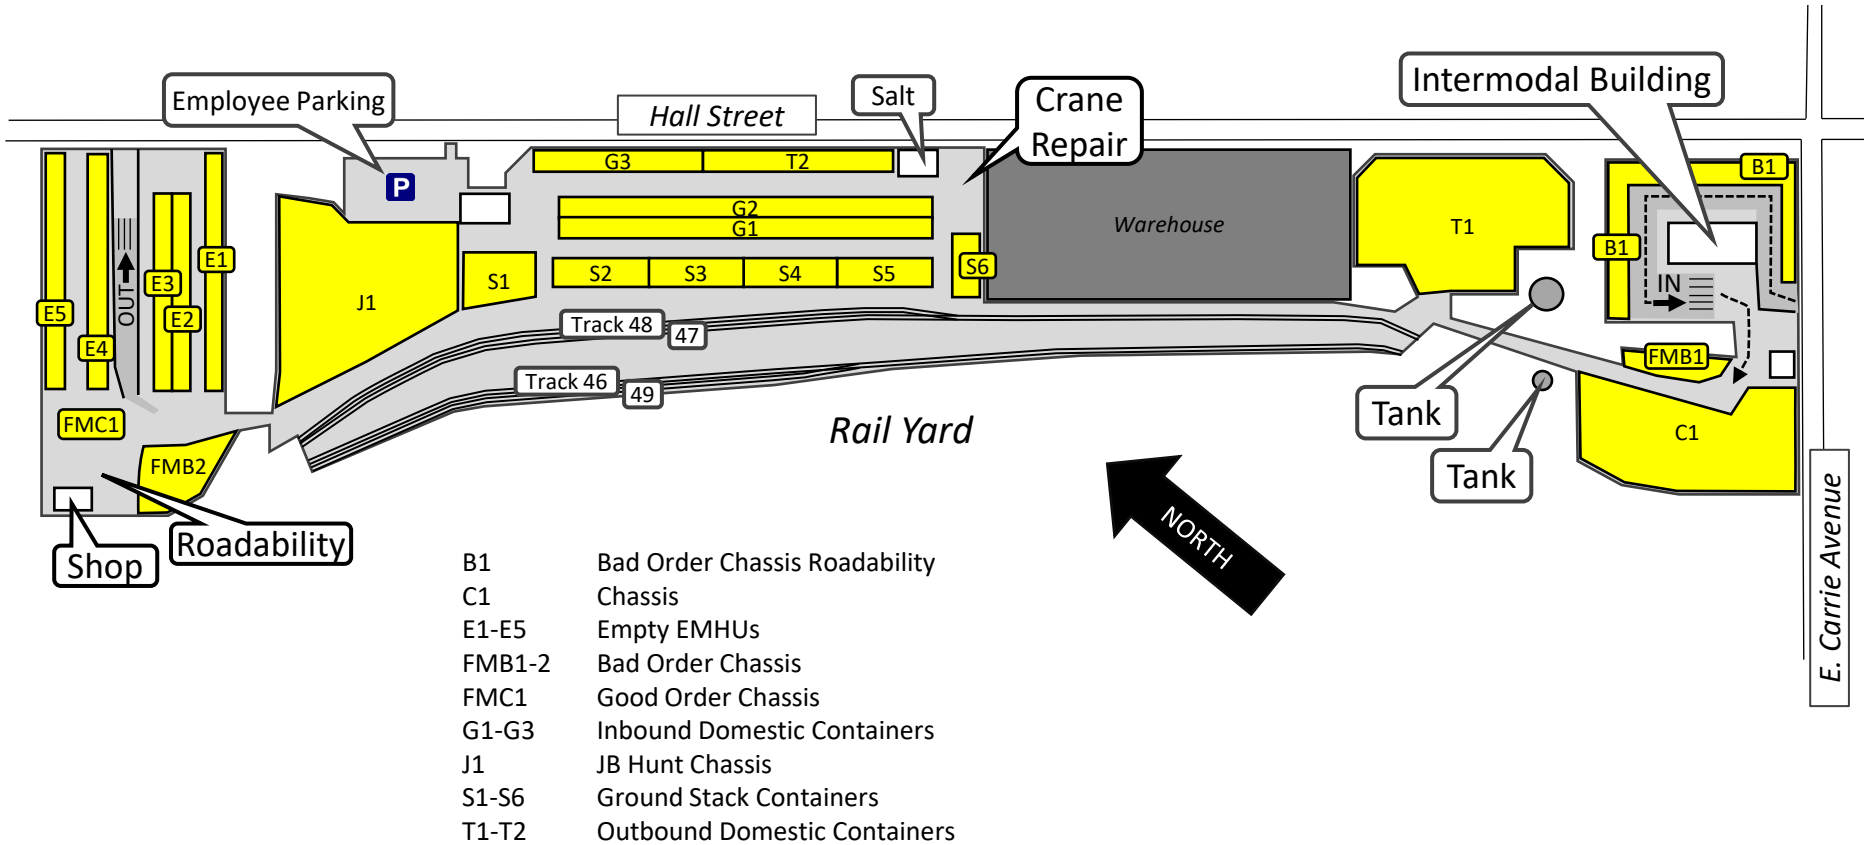 Employee Parking
Hall Street
Salt
Crane
Repair
Intermodal Building
P
G3
T2
G2
G1
S1
S2
S3
S4
S5
S6
Warehouse
T1
B1
B1
IN
E1
E2
E3
E4
E5
OUT
J1
Track 48
47
Track 46
49
FMC1
FMB2
FMB1
C1
Tank
Tank
Rail Yard
NORTH
Roadability
Shop
E. Carrie Avenue
B1 Bad Order Chassis Roadability
C1 Chassis
E1-E5 Empty EMHUs
FMB1-2 Bad Order Chassis
FMC1 Good Order Chassis
G1-G3 Inbound Domestic Containers
J1 JB Hunt Chassis
S1-S6 Ground Stack Containers
T1-T2 Outbound Domestic Containers